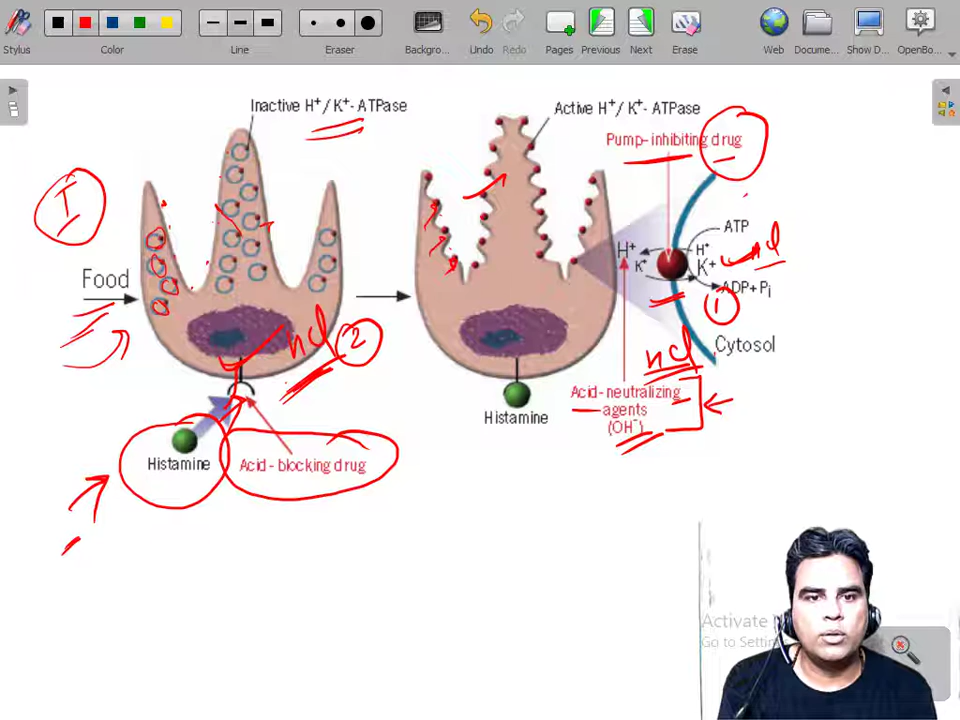 Stylus
Color
Line
Eraser
Backgro...
Undo
Redo
Pages
Previous
Next
Erase
Web
Docume...
Show D...
OpenBo...
Inactive H⁺/ K⁺- ATPase
Active H⁺/ K⁺- ATPase
Pump- inhibiting drug
I
Food
ATP
H⁺
H⁺
K⁺
K⁺
ADP+ Pi
1
Cytosol
2
Histamine
Acid- blocking drug
Histamine
Acid-neutralizing
agents
(OH⁻)
Activate
Go to Setti